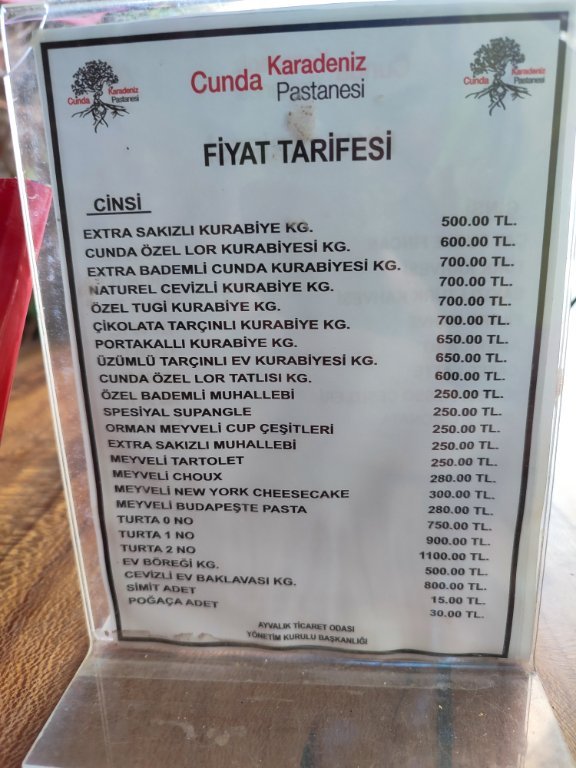 Cunda Karadeniz
Pastanesi
Cunda Karadeniz
Pastanesi
Cunda Karadeniz
Pastanesi
FİYAT TARİFESİ
CİNSİ
EXTRA SAKIZLI KURABİYE KG. 500.00 TL.
CUNDA ÖZEL LOR KURABİYESİ KG. 600.00 TL.
EXTRA BADEMLİ CUNDA KURABİYESİ KG. 700.00 TL.
NATUREL CEVİZLİ KURABİYE KG. 700.00 TL.
ÖZEL TUGİ KURABİYE KG. 700.00 TL.
ÇİKOLATA TARÇINLI KURABİYE KG. 700.00 TL.
PORTAKALLI KURABİYE KG. 650.00 TL.
ÜZÜMLÜ TARÇINLI EV KURABİYESİ KG. 650.00 TL.
CUNDA ÖZEL LOR TATLISI KG. 600.00 TL.
ÖZEL BADEMLİ MUHALLEBİ 250.00 TL.
SPESİYAL SUPANGLE 250.00 TL.
ORMAN MEYVELİ CUP ÇEŞİTLERİ 250.00 TL.
EXTRA SAKIZLI MUHALLEBİ 250.00 TL.
MEYVELİ TARTOLET 250.00 TL.
MEYVELİ CHOUX 280.00 TL.
MEYVELİ NEW YORK CHEESECAKE 300.00 TL.
MEYVELİ BUDAPEŞTE PASTA 280.00 TL.
TURTA 0 NO 750.00 TL.
TURTA 1 NO 900.00 TL.
TURTA 2 NO 1100.00 TL.
EV BÖREĞİ KG. 500.00 TL.
CEVİZLİ EV BAKLAVASI KG. 800.00 TL.
SİMİT ADET 15.00 TL.
POĞAÇA ADET 30.00 TL.
AYVALIK TİCARET ODASI
YÖNETİM KURULU BAŞKANLIĞI